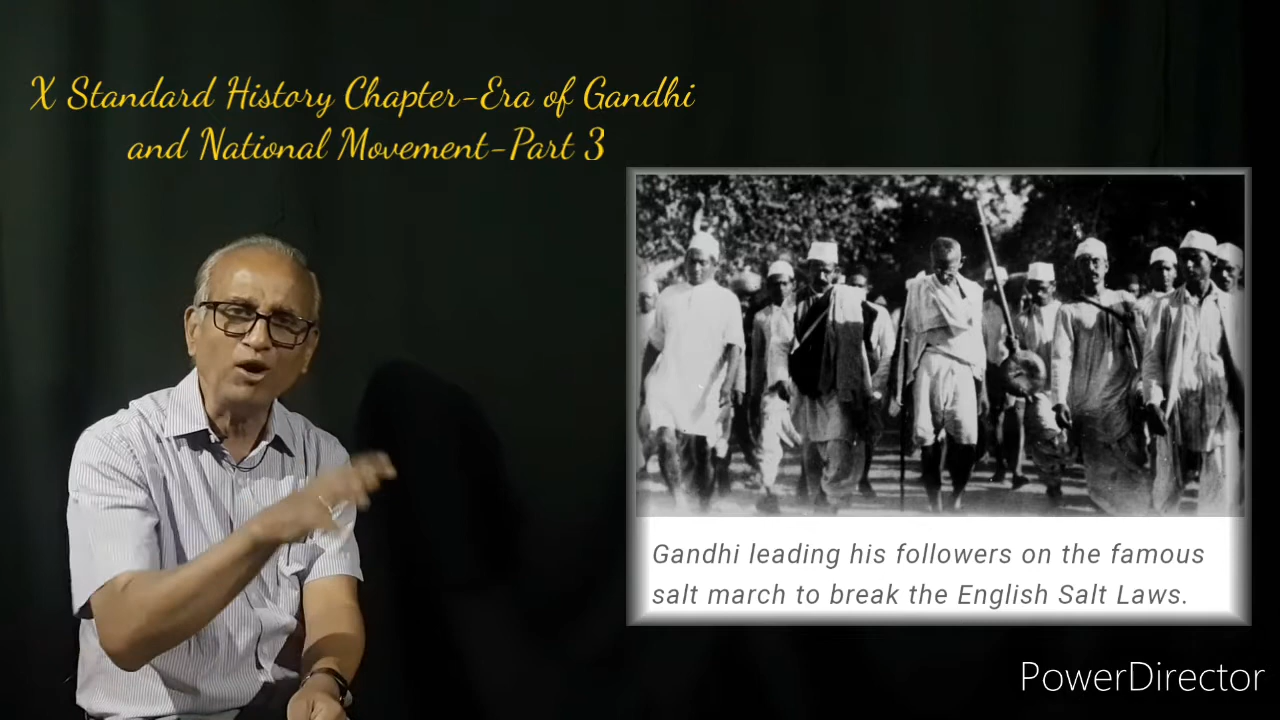 X Standard History Chapter-Era of Gandhi
and National Movement-Part 3
Gandhi leading his followers on the famous
salt march to break the English Salt Laws.
PowerDirector